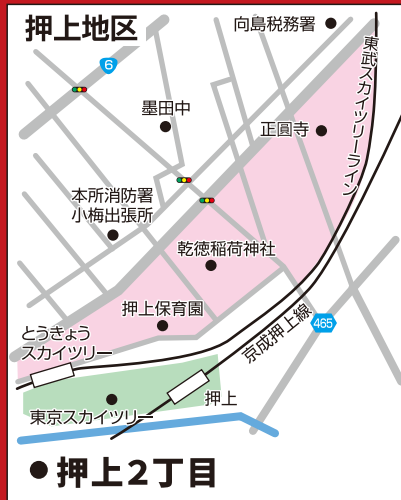 押上地区
向島税務署
6
東武スカイツリーライン
墨田中
正圓寺
本所消防署
小梅出張所
乾徳稲荷神社
押上保育園
465
とうきょう
スカイツリー
京成押上線
押上
東京スカイツリー
●押上2丁目